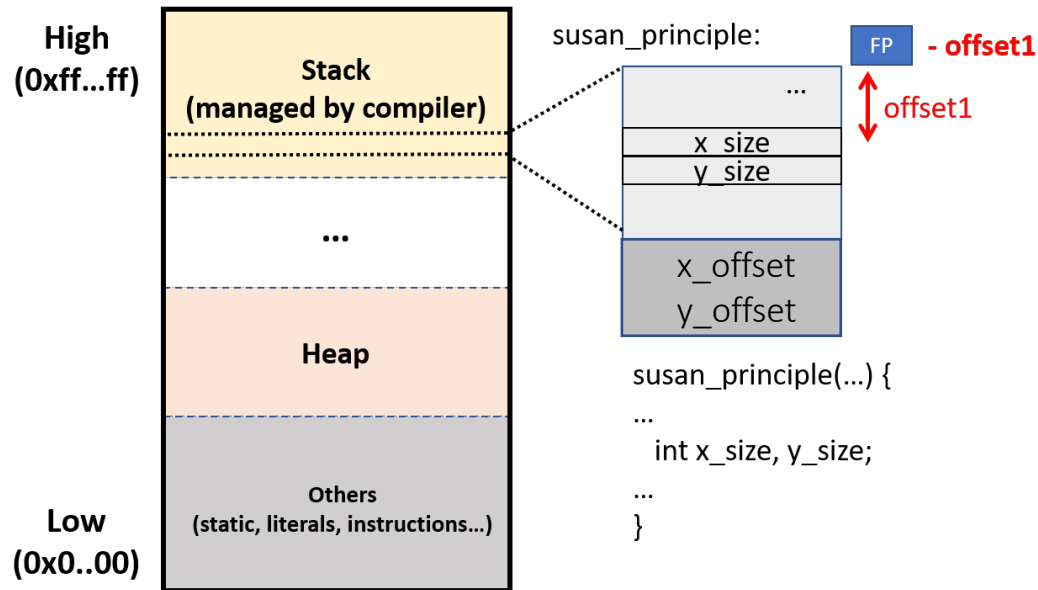 High
(0xff...ff)
Stack
(managed by compiler)
...
Heap
Others
(static, literals, instructions...)
Low
(0x0..00)
susan_principle:
FP
- offset1
offset1
...
x_size
y_size
x_offset
y_offset
susan_principle(...) {
...
int x_size, y_size;
...
}